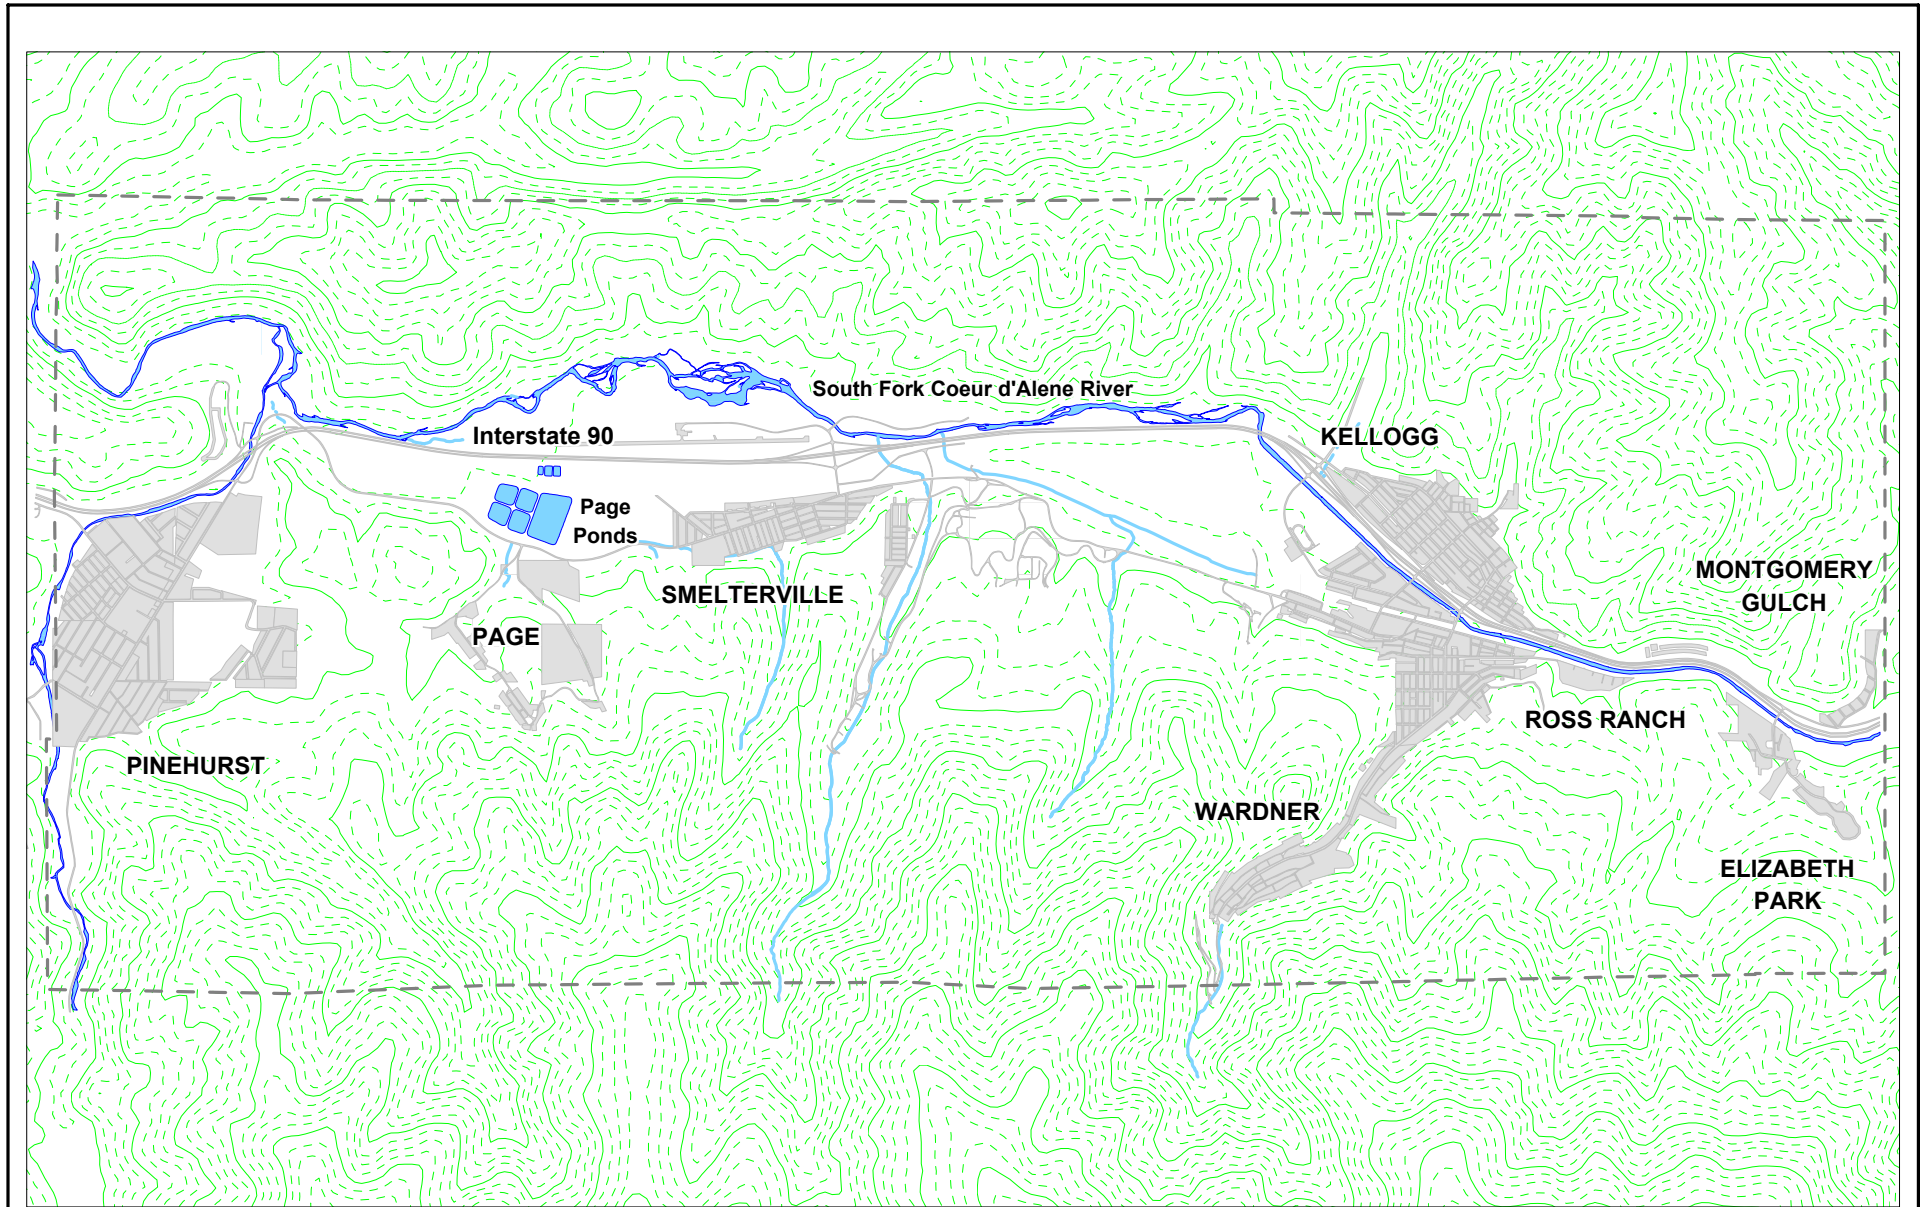 South Fork Coeur d'Alene River
Interstate 90
KELLOGG
Page
Ponds
MONTGOMERY
GULCH
SMELTERVILLE
PAGE
ROSS RANCH
PINEHURST
WARDNER
ELIZABETH
PARK